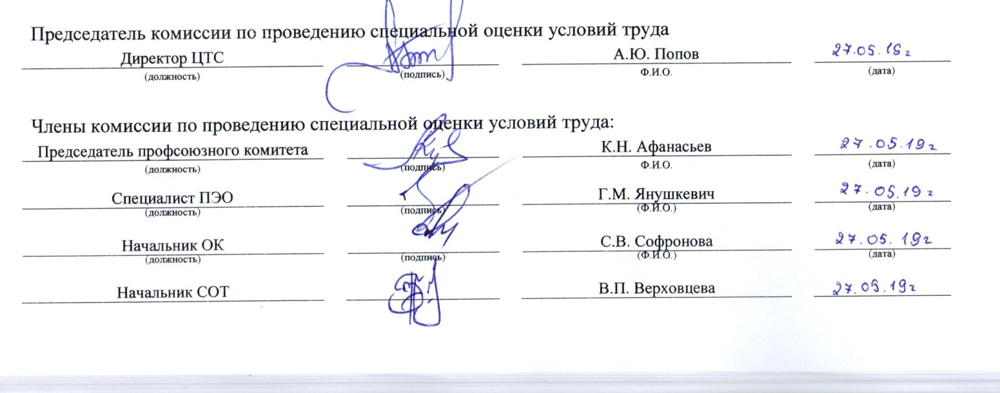 Председатель комиссии по проведению специальной оценки условий труда
Директор ЦТС А.Ю. Попов 27.05.19г
(должность) (подпись) Ф.И.О. (дата)
Члены комиссии по проведению специальной оценки условий труда:
Председатель профсоюзного комитета К.Н. Афанасьев 27.05.19г
(должность) (подпись) Ф.И.О. (дата)
Специалист ПЭО Г.М. Янушкевич 27.05.19г
(должность) (подпись) (Ф.И.О.) (дата)
Начальник ОК С.В. Софронова 27.05.19г
(должность) (подпись) (Ф.И.О.) (дата)
Начальник СОТ В.П. Верховцева 27.05.19г